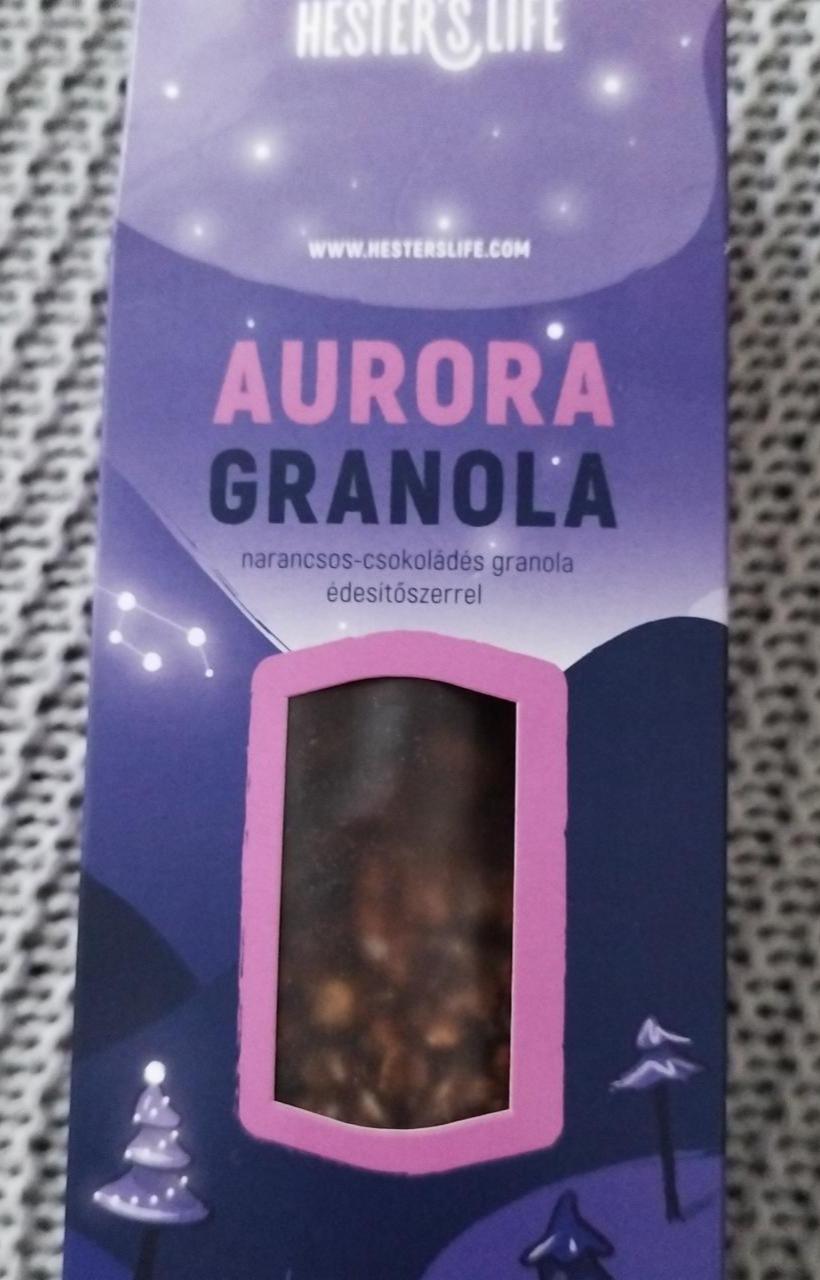 HESTER'S LIFE
WWW.HESTERSLIFE.COM
AURORA
GRANOLA
narancsos-csokoládés granola
édesítőszerrel